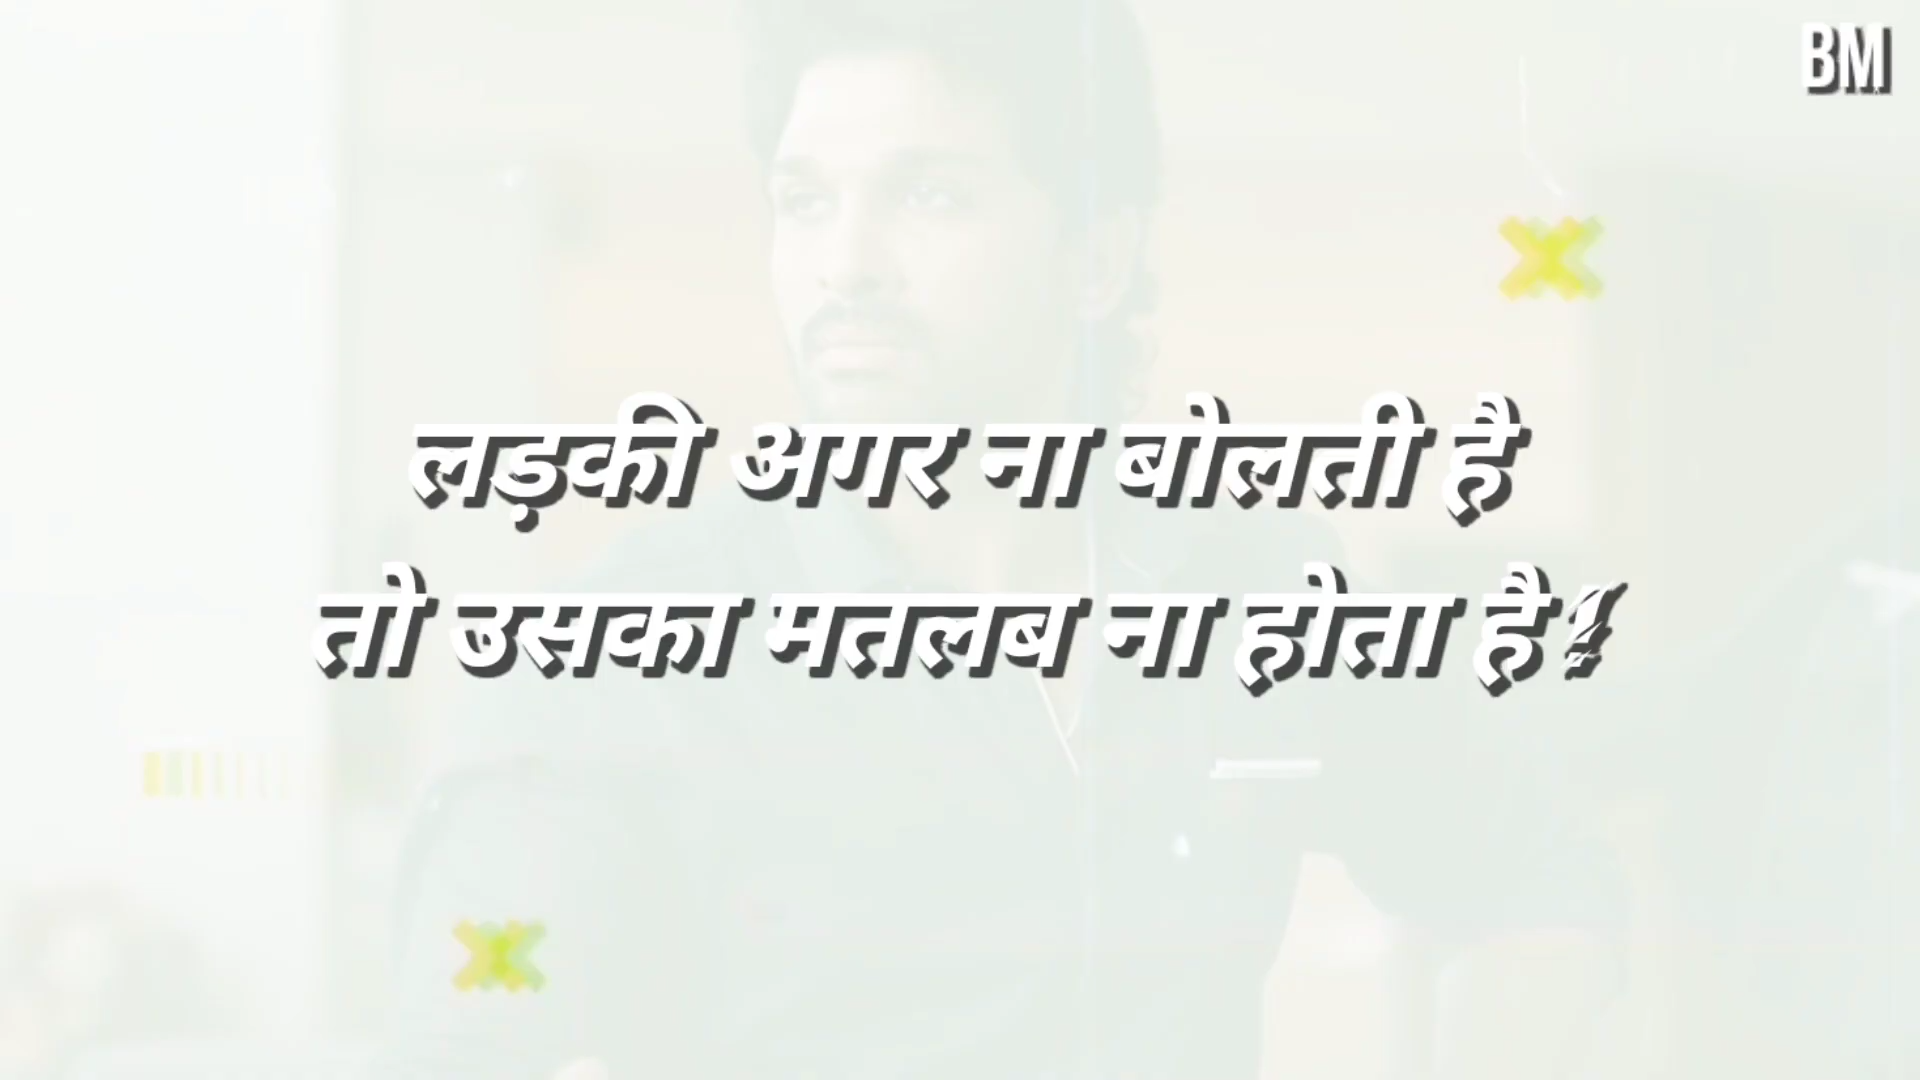 BM
लड़की अगर ना बोलती है
तो उसका मतलब ना होता है!